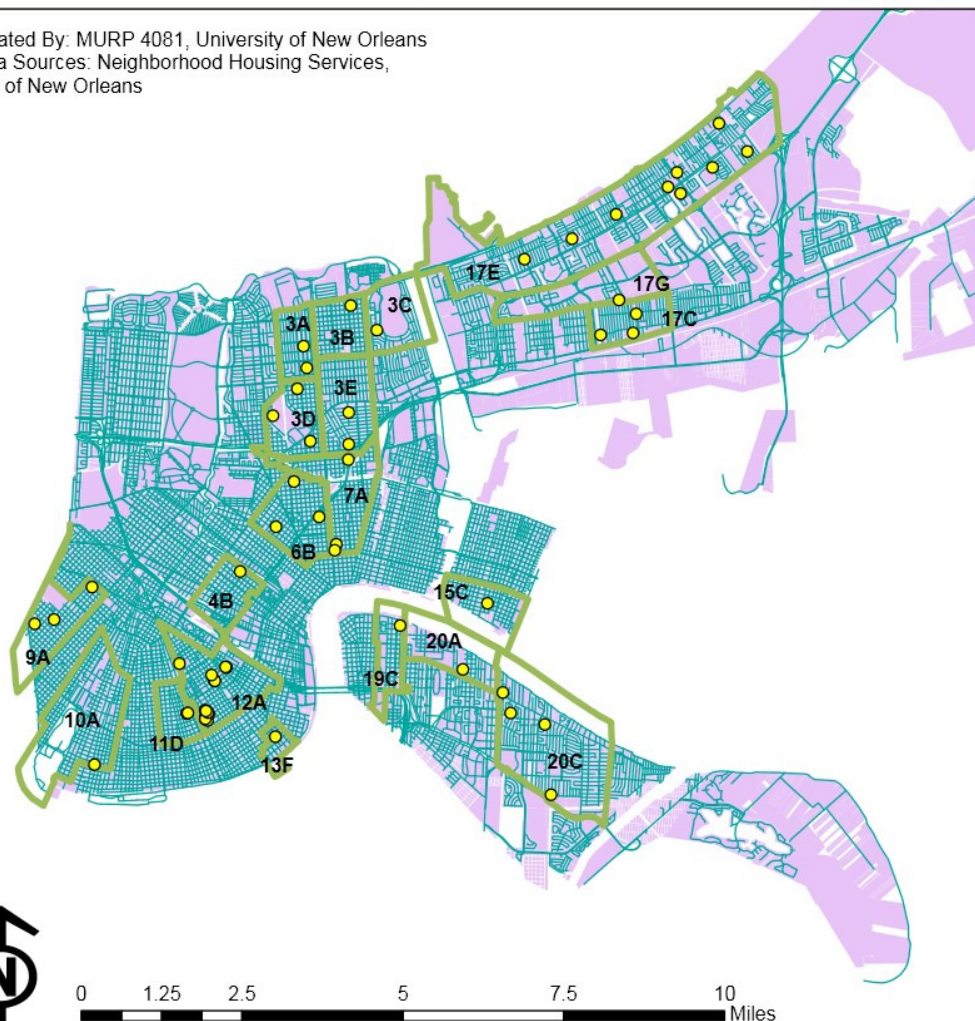 ated By: MURP 4081, University of New Orleans
a Sources: Neighborhood Housing Services,
of New Orleans
17E
17G
17C
3A
3B
3C
3E
3D
7A
6B
4B
15C
9A
20A
19C
12A
10A
11D
13F
20C
N
0 1.25 2.5 5 7.5 10
Miles